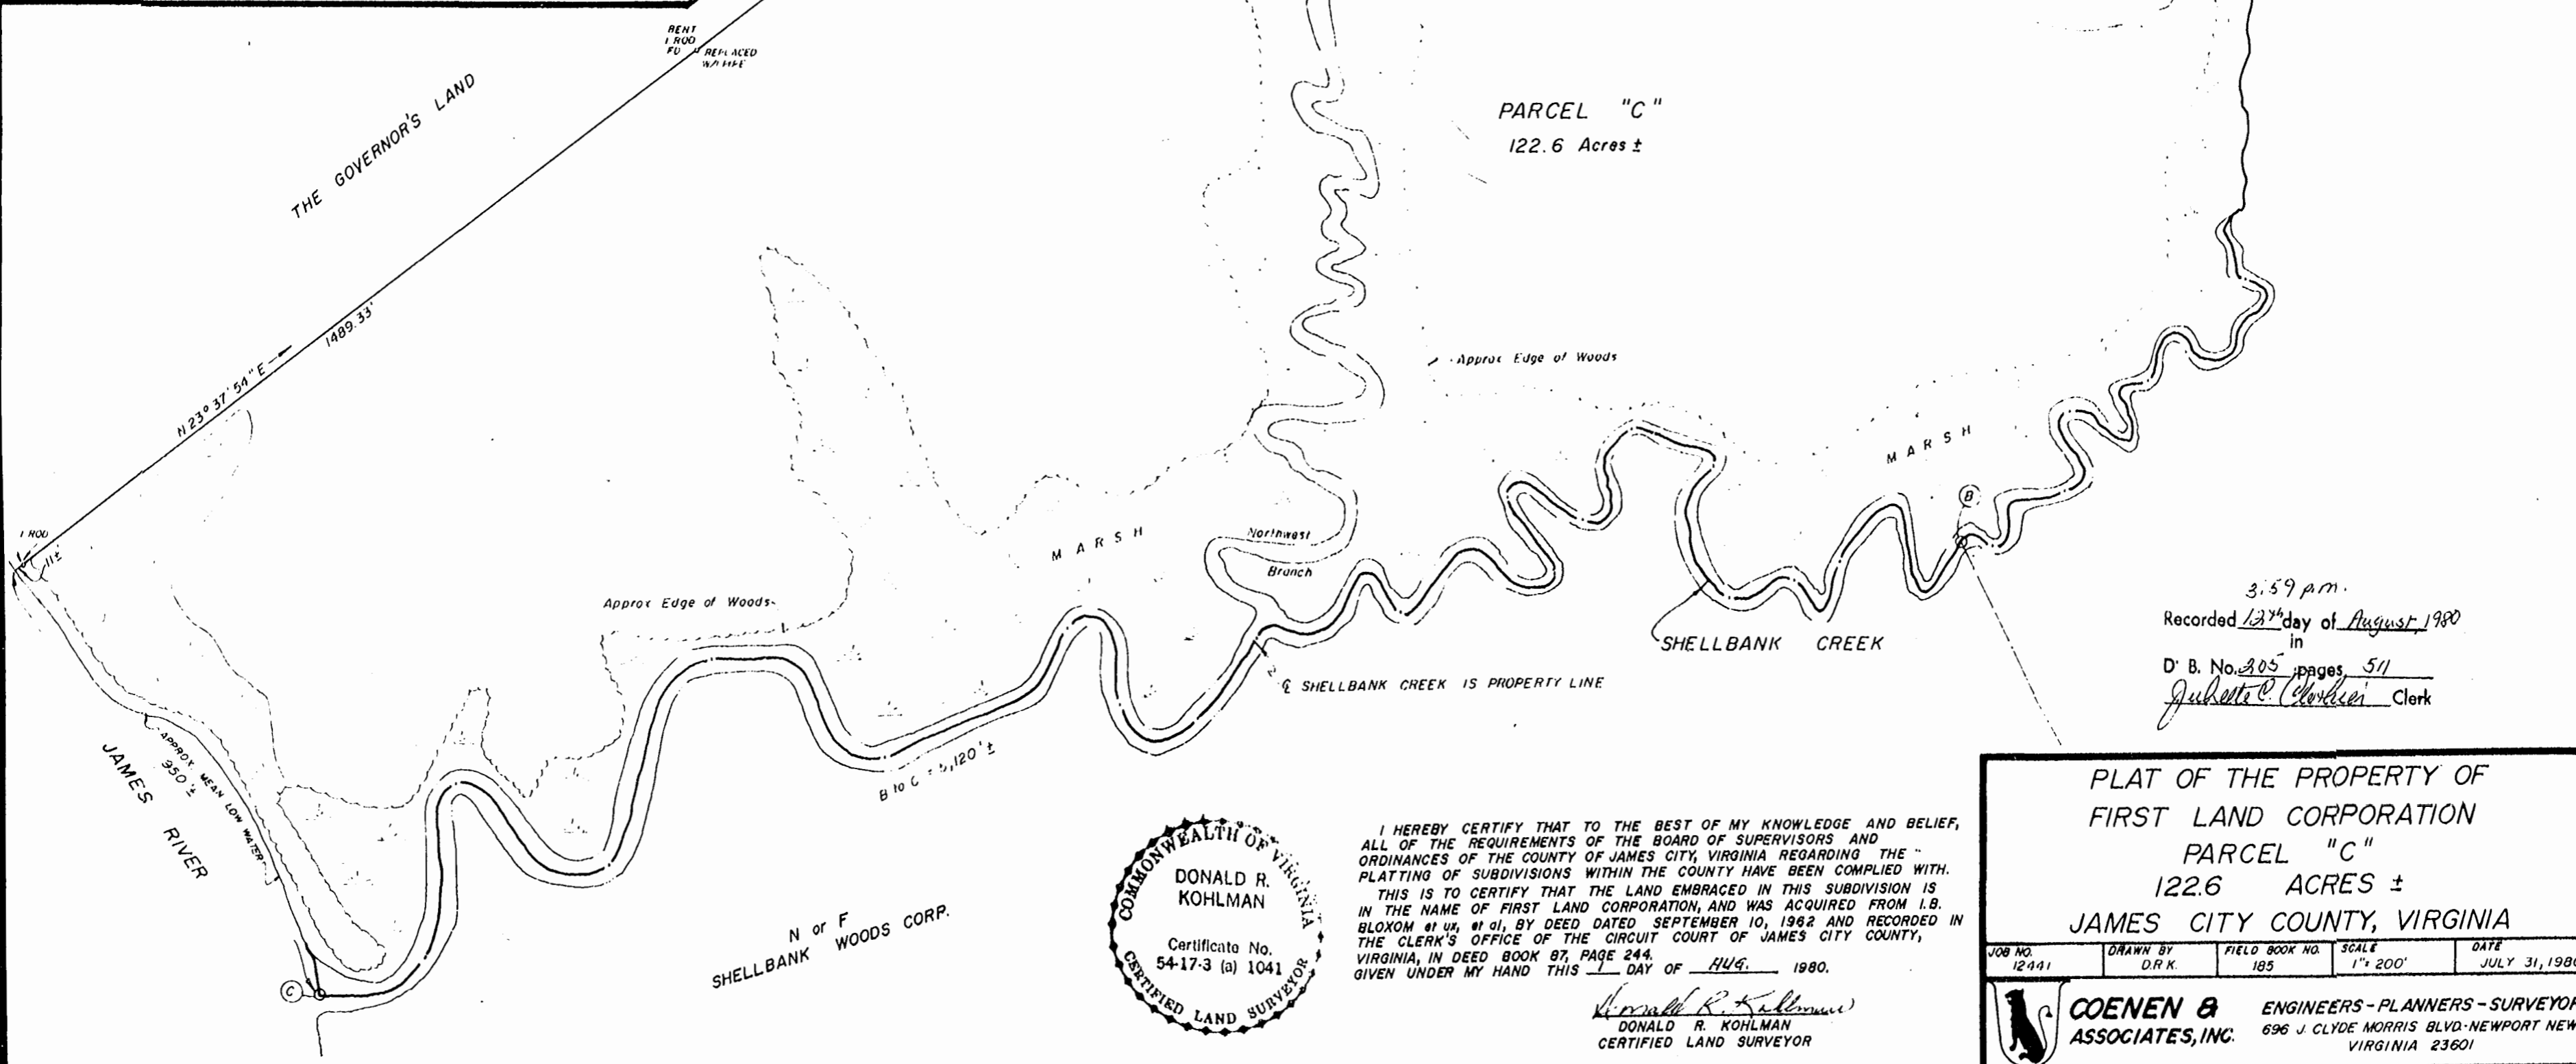 THE GOVERNOR'S LAND
1 ROD
REPLACED
PARCEL "C"
122.6 Acres ±
N 23° 37' 54" E
1489.33'
1 ROD
11'±
Approx Edge of Woods
MARSH
MARSH
B
Northwest
Branch
Approx Edge of Woods
SHELLBANK CREEK
℄ SHELLBANK CREEK IS PROPERTY LINE
JAMES RIVER
APPROX. MEAN LOW WATER
950'±
B to C =
C
N or F
SHELLBANK WOODS CORP.
3:59 p.m.
Recorded 12th day of August, 1980
in
D. B. No. 205 pages 511
Clerk
COMMONWEALTH OF VIRGINIA
DONALD R.
KOHLMAN
Certificate No.
54-17-3 (a) 1041
CERTIFIED LAND SURVEYOR
I HEREBY CERTIFY THAT TO THE BEST OF MY KNOWLEDGE AND BELIEF,
ALL OF THE REQUIREMENTS OF THE BOARD OF SUPERVISORS AND
ORDINANCES OF THE COUNTY OF JAMES CITY, VIRGINIA REGARDING THE
PLATTING OF SUBDIVISIONS WITHIN THE COUNTY HAVE BEEN COMPLIED WITH.
THIS IS TO CERTIFY THAT THE LAND EMBRACED IN THIS SUBDIVISION IS
IN THE NAME OF FIRST LAND CORPORATION, AND WAS ACQUIRED FROM I.B.
BLOXOM et ux, et al, BY DEED DATED SEPTEMBER 10, 1962 AND RECORDED IN
THE CLERK'S OFFICE OF THE CIRCUIT COURT OF JAMES CITY COUNTY,
VIRGINIA, IN DEED BOOK 87, PAGE 244.
GIVEN UNDER MY HAND THIS 1 DAY OF AUG. 1980.
Donald R. Kohlman
DONALD R. KOHLMAN
CERTIFIED LAND SURVEYOR
PLAT OF THE PROPERTY OF
FIRST LAND CORPORATION
PARCEL "C"
122.6 ACRES ±
JAMES CITY COUNTY, VIRGINIA
JOB NO. DRAWN BY FIELD BOOK NO. SCALE DATE
12441 D.R.K. 185 1"= 200' JULY 31, 198
COENEN &
ASSOCIATES, INC.
ENGINEERS-PLANNERS-SURVEYOR
696 J. CLYDE MORRIS BLVD.-NEWPORT NEW
VIRGINIA 23601